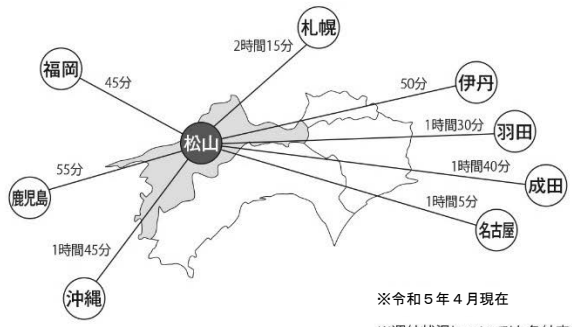 札幌
2時間15分
福岡
45分
伊丹
50分
羽田
1時間30分
松山
成田
1時間40分
鹿児島
55分
名古屋
1時間5分
沖縄
1時間45分
※令和5年4月現在